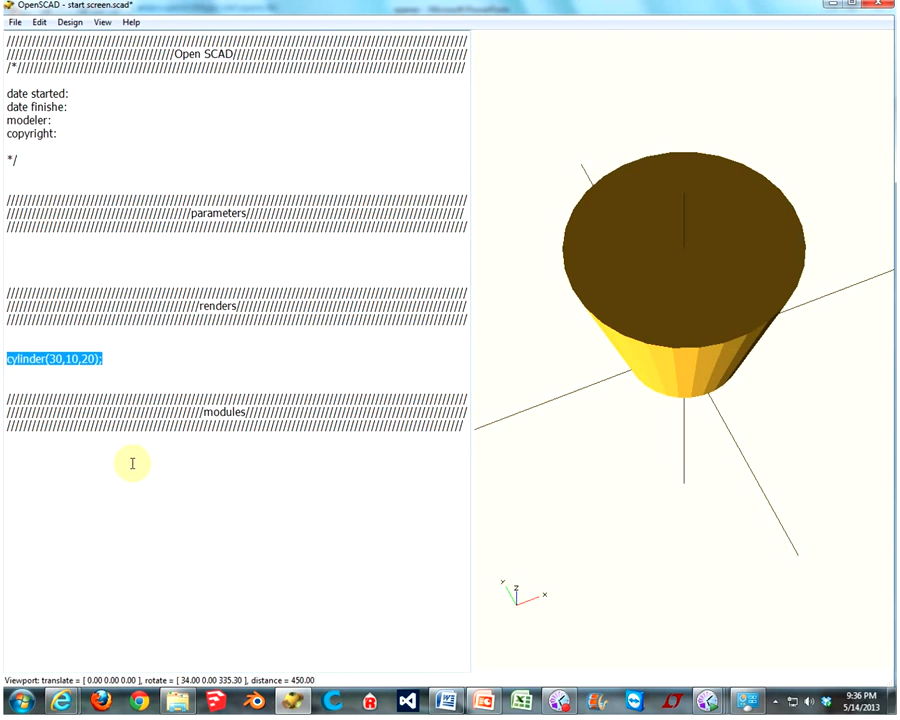 OpenSCAD - start screen.scad*
File Edit Design View Help
////////////////////////////////////////////////////////////////////////////////////////////////////
////////////////////////////////////Open SCAD//////////////////////////////////////////////////
/*//////////////////////////////////////////////////////////////////////////////////////////////////
date started:
date finishe:
modeler:
copyright:
*/
////////////////////////////////////////////////////////////////////////////////////////////////////
////////////////////////////////////////parameters///////////////////////////////////////////////
////////////////////////////////////////////////////////////////////////////////////////////////////
////////////////////////////////////////////////////////////////////////////////////////////////////
//////////////////////////////////////////renders/////////////////////////////////////////////////
////////////////////////////////////////////////////////////////////////////////////////////////////
cylinder(30,10,20);
////////////////////////////////////////////////////////////////////////////////////////////////////
///////////////////////////////////////////modules///////////////////////////////////////////////
///////////////////////////////////////////////////////////////////////////////////////////////////
Y Z X
Viewport: translate = [ 0.00 0.00 0.00 ], rotate = [ 34.00 0.00 335.30 ], distance = 450.00
9:36 PM
5/14/2013